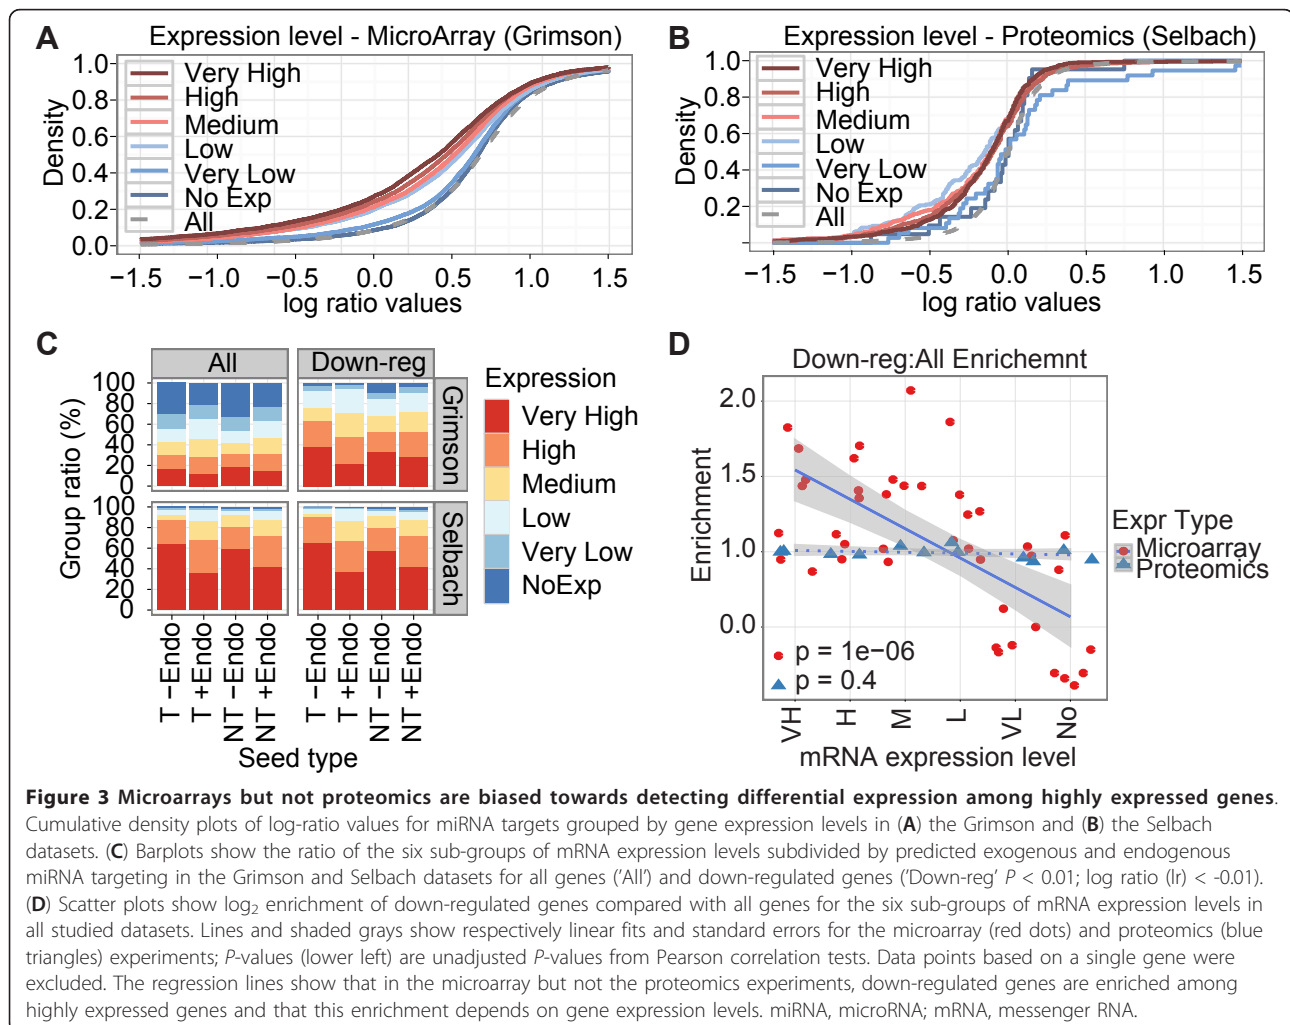 A
Expression level - MicroArray (Grimson)
Density
1.0
0.8
0.6
0.4
0.2
0.0
Very High
High
Medium
Low
Very Low
No Exp
All
−1.5 −1.0 −0.5 0.0 0.5 1.0 1.5
log ratio values
B
Expression level - Proteomics (Selbach)
Density
1.0
0.8
0.6
0.4
0.2
Very High
High
Medium
Low
Very Low
No Exp
All
−1.5 −1.0 −0.5 0.0 0.5 1.0 1.5
log ratio values
C
All
Down-reg
Group ratio (%)
100
80
60
40
20
0
Grimson
100
80
60
40
20
0
Selbach
T −Endo
T +Endo
NT −Endo
NT +Endo
T −Endo
T +Endo
NT −Endo
NT +Endo
Seed type
Expression
Very High
High
Medium
Low
Very Low
NoExp
D
Down-reg:All Enrichemnt
Enrichment
2.0
1.5
1.0
0.0
p = 1e−06
p = 0.4
VH
H
M
L
VL
No
mRNA expression level
Expr Type
Microarray
Proteomics
Figure 3 Microarrays but not proteomics are biased towards detecting differential expression among highly expressed genes.
Cumulative density plots of log-ratio values for miRNA targets grouped by gene expression levels in (A) the Grimson and (B) the Selbach
datasets. (C) Barplots show the ratio of the six sub-groups of mRNA expression levels subdivided by predicted exogenous and endogenous
miRNA targeting in the Grimson and Selbach datasets for all genes ('All') and down-regulated genes ('Down-reg' P < 0.01; log ratio (lr) < -0.01).
(D) Scatter plots show log₂ enrichment of down-regulated genes compared with all genes for the six sub-groups of mRNA expression levels in
all studied datasets. Lines and shaded grays show respectively linear fits and standard errors for the microarray (red dots) and proteomics (blue
triangles) experiments; P-values (lower left) are unadjusted P-values from Pearson correlation tests. Data points based on a single gene were
excluded. The regression lines show that in the microarray but not the proteomics experiments, down-regulated genes are enriched among
highly expressed genes and that this enrichment depends on gene expression levels. miRNA, microRNA; mRNA, messenger RNA.